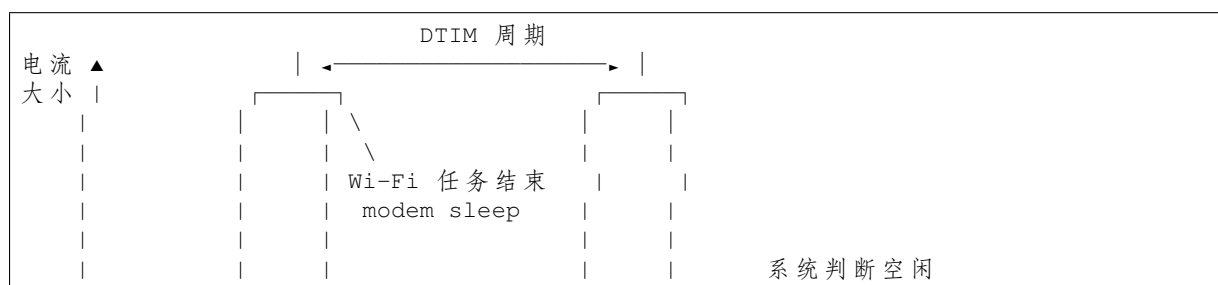 DTIM 周期
电流
大小
Wi-Fi 任务结束
modem sleep
系统判断空闲